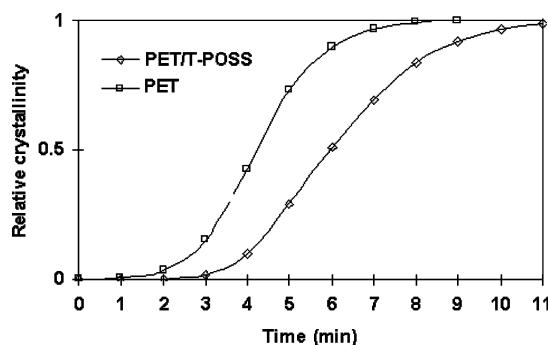 1
PET/T-POSS
PET
0.5
0
Relative crystallinity
0 1 2 3 4 5 6 7 8 9 10 11
Time (min)